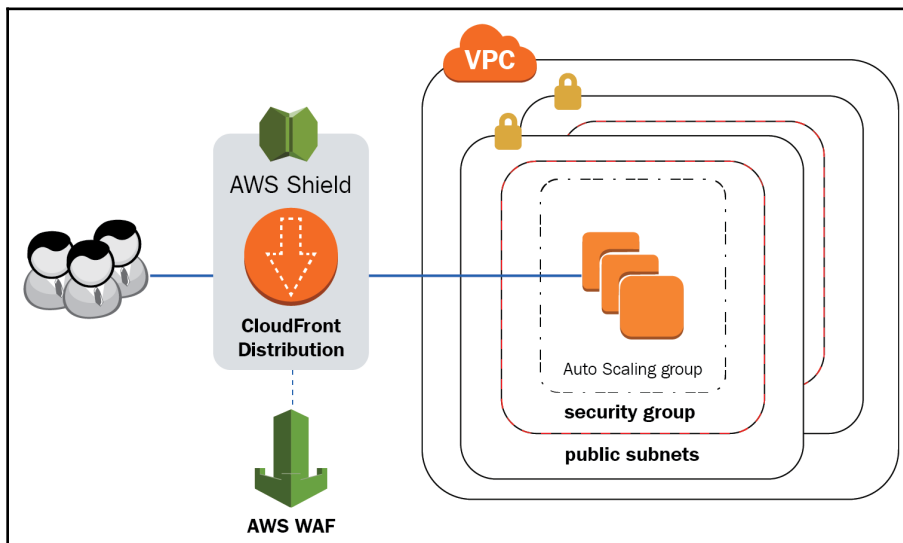 VPC
AWS Shield
CloudFront
Distribution
Auto Scaling group
security group
public subnets
AWS WAF